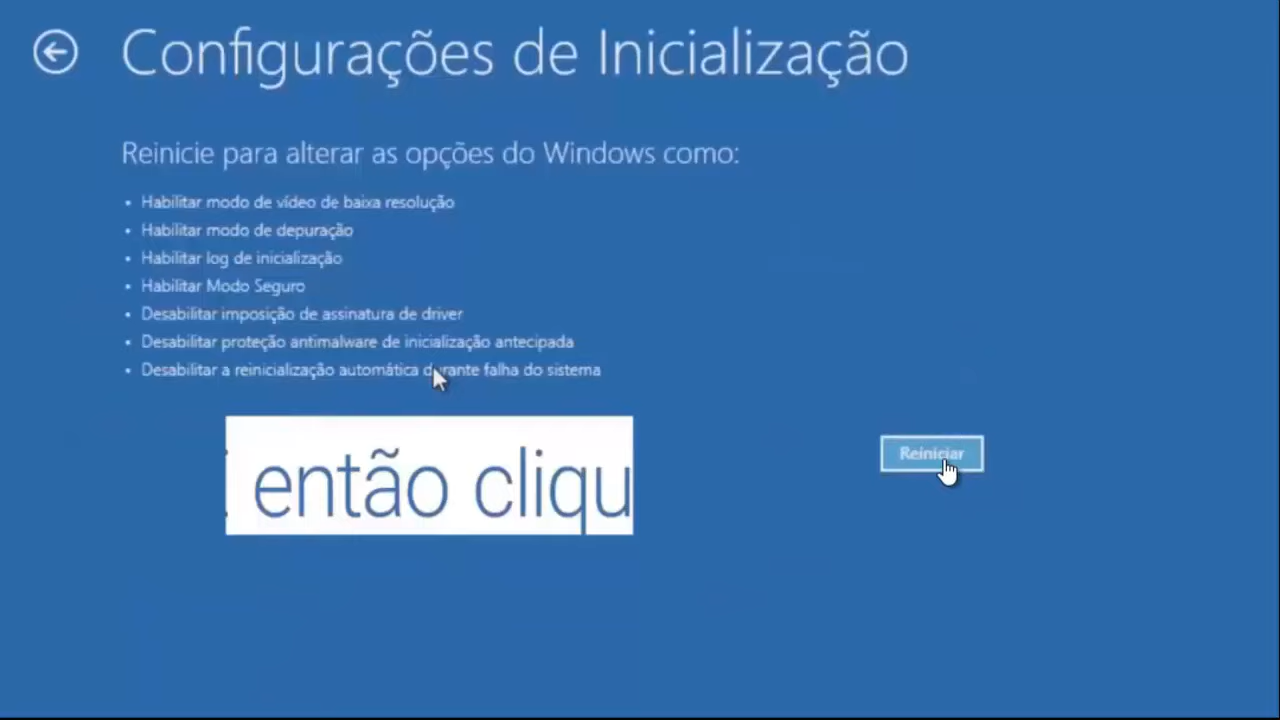 Configurações de Inicialização
Reinicie para alterar as opções do Windows como:
• Habilitar modo de vídeo de baixa resolução
• Habilitar modo de depuração
• Habilitar log de inicialização
• Habilitar Modo Seguro
• Desabilitar imposição de assinatura de driver
• Desabilitar proteção antimalware de inicialização antecipada
• Desabilitar a reinicialização automática durante falha do sistema
Reiniciar
então cliqu